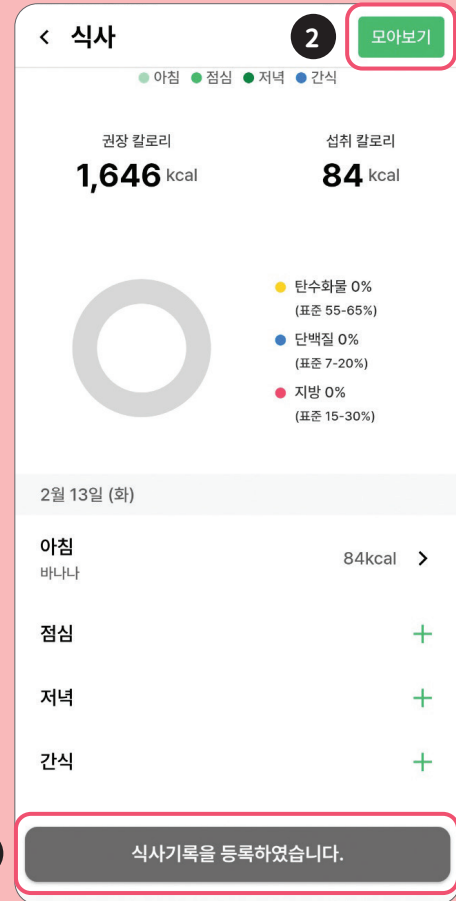 식사
2
모아보기
아침 점심 저녁 간식
권장 칼로리 섭취 칼로리
1,646 kcal 84 kcal
탄수화물 0%
(표준 55-65%)
단백질 0%
(표준 7-20%)
지방 0%
(표준 15-30%)
2월 13일 (화)
아침
바나나
84kcal
점심
저녁
간식
식사기록을 등록하였습니다.